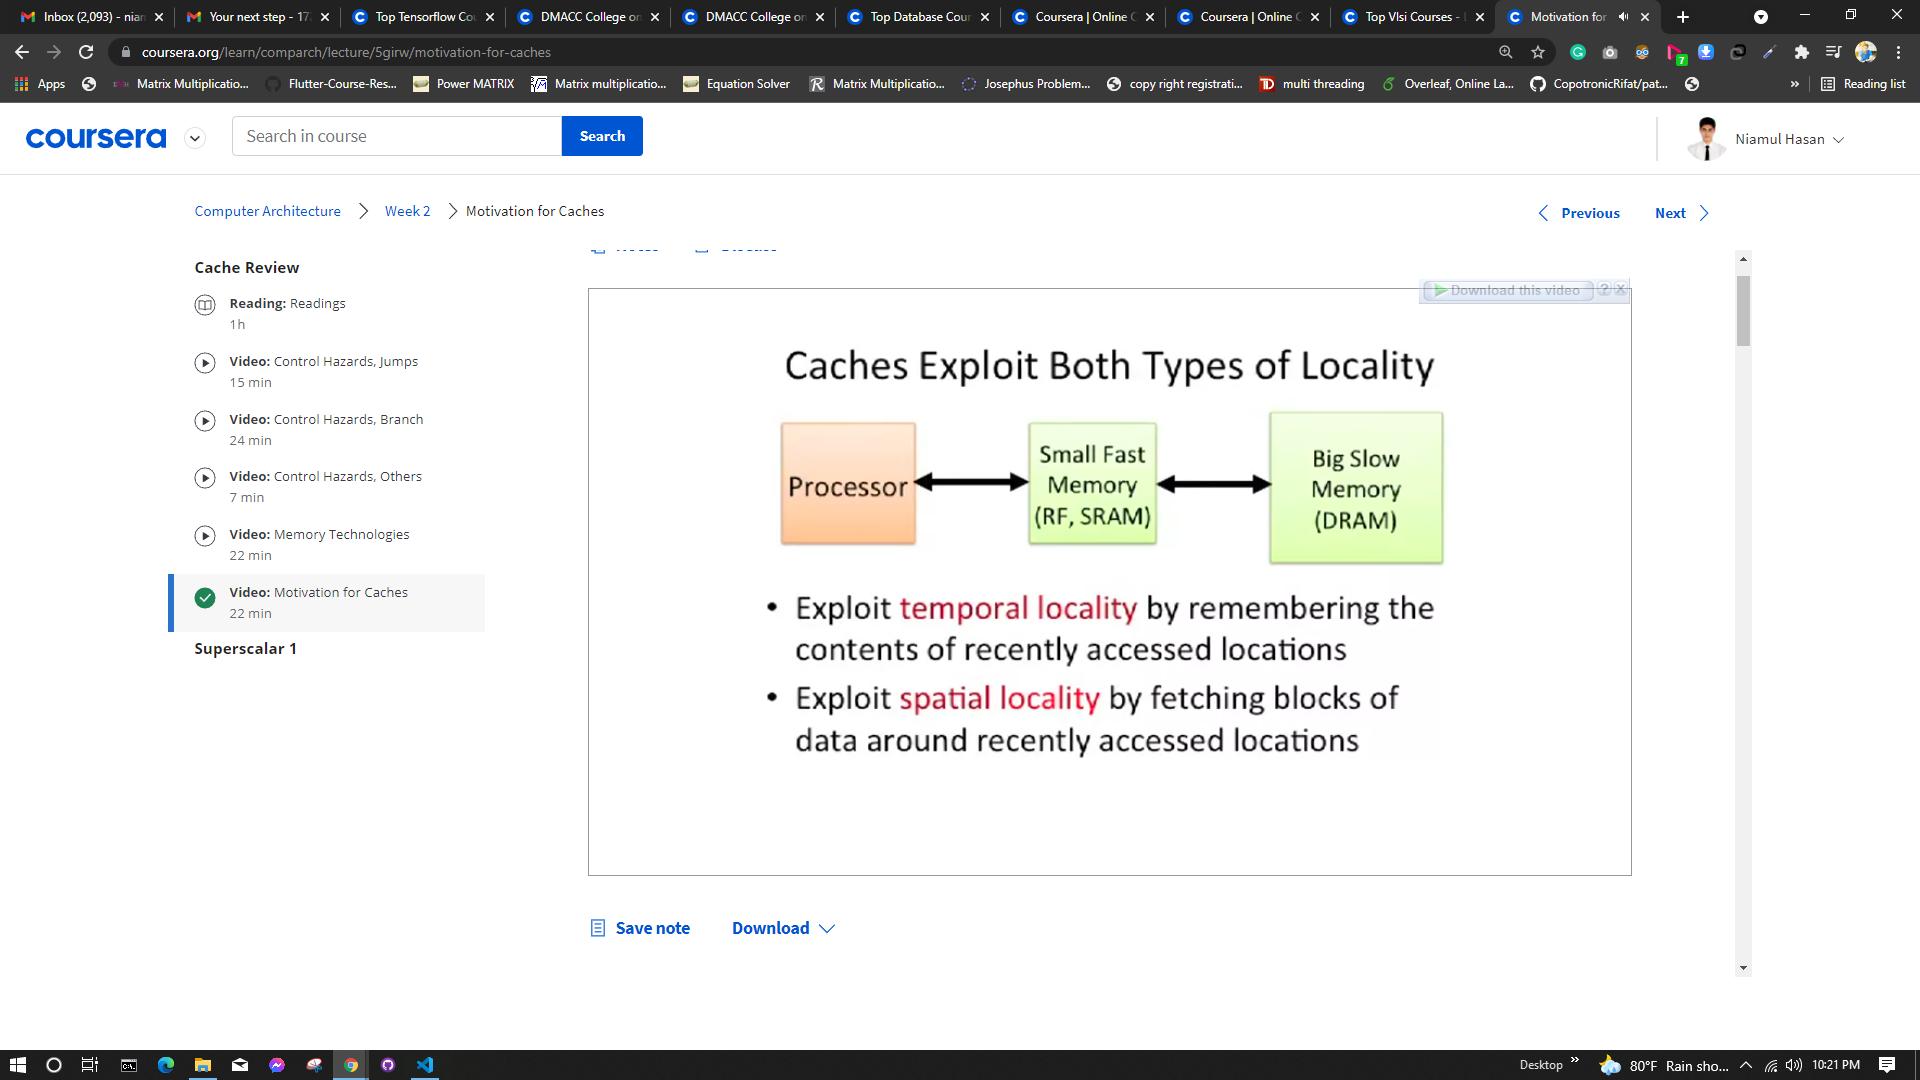 Inbox (2,093) - nian
Your next step - 17
Top Tensorflow Cou
DMACC College on
DMACC College on
Top Database Cour
Coursera | Online C
Coursera | Online C
Top Vlsi Courses -
Motivation for
coursera.org/learn/comparch/lecture/5girw/motivation-for-caches
7
Apps
Matrix Multiplicatio...
Flutter-Course-Res...
Power MATRIX
Matrix multiplicatio...
Equation Solver
Matrix Multiplicatio...
Josephus Problem...
copy right registrati...
multi threading
Overleaf, Online La...
CopotronicRifat/pat...
»
Reading list
coursera
Search in course
Search
Niamul Hasan
Computer Architecture
Week 2
Motivation for Caches
Previous
Next
Cache Review
Reading: Readings
1h
Video: Control Hazards, Jumps
15 min
Video: Control Hazards, Branch
24 min
Video: Control Hazards, Others
7 min
Video: Memory Technologies
22 min
Video: Motivation for Caches
22 min
Superscalar 1
Download this video
Caches Exploit Both Types of Locality
Processor
Small Fast
Memory
(RF, SRAM)
Big Slow
Memory
(DRAM)
• Exploit temporal locality by remembering the
contents of recently accessed locations
• Exploit spatial locality by fetching blocks of
data around recently accessed locations
Save note
Download
Desktop
80°F Rain sho...
10:21 PM